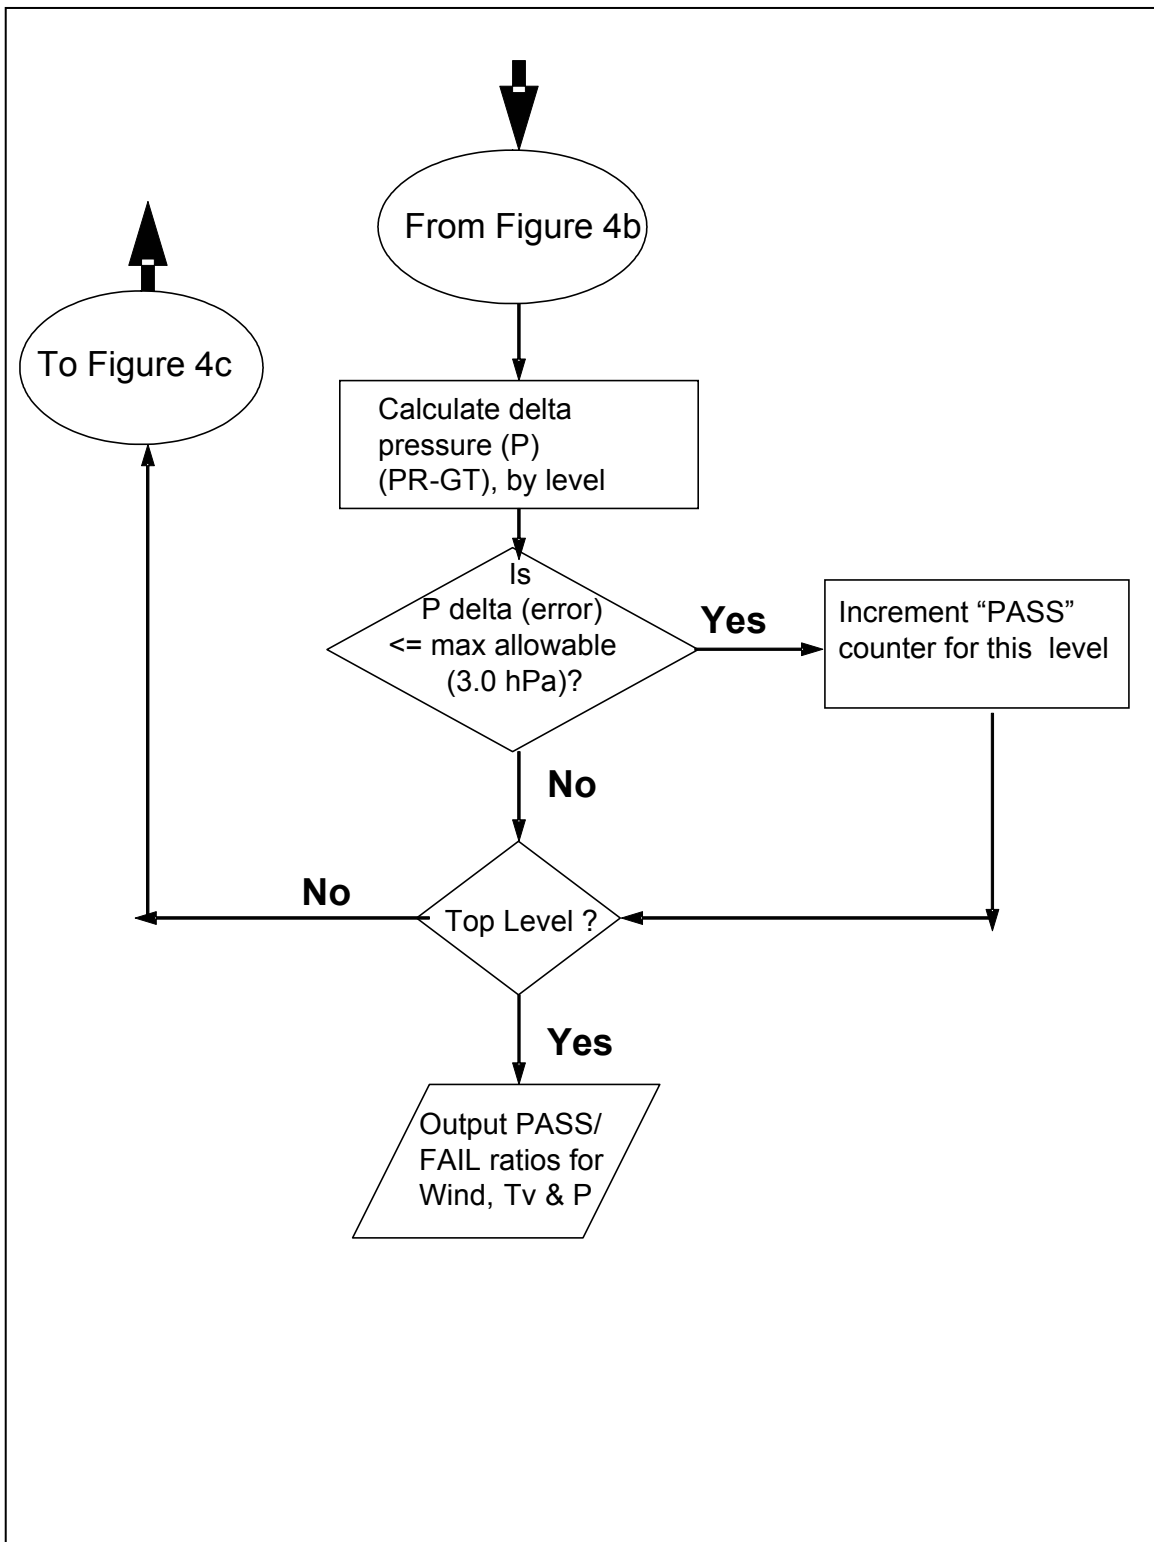 From Figure 4b
To Figure 4c
Calculate delta
pressure (P)
(PR-GT), by level
Is
P delta (error)
<= max allowable
(3.0 hPa)?
Yes
Increment “PASS”
counter for this level
No
No
Top Level ?
Yes
Output PASS/
FAIL ratios for
Wind, Tv & P